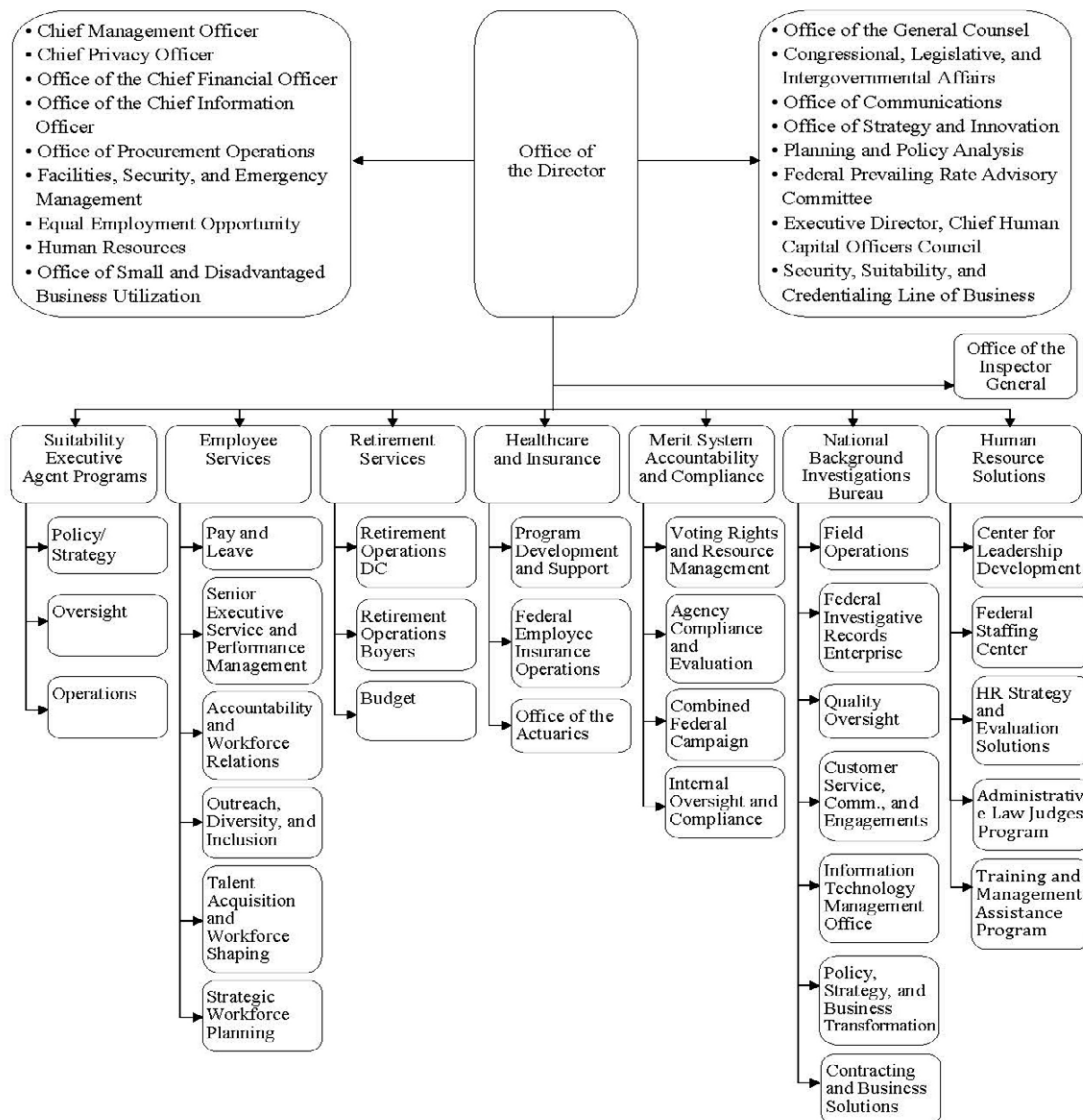 • Chief Management Officer
• Chief Privacy Officer
• Office of the Chief Financial Officer
• Office of the Chief Information
Officer
• Office of Procurement Operations
• Facilities, Security, and Emergency
Management
• Equal Employment Opportunity
• Human Resources
• Office of Small and Disadvantaged
Business Utilization
Office of
the Director
• Office of the General Counsel
• Congressional, Legislative, and
Intergovernmental Affairs
• Office of Communications
• Office of Strategy and Innovation
• Planning and Policy Analysis
• Federal Prevailing Rate Advisory
Committee
• Executive Director, Chief Human
Capital Officers Council
• Security, Suitability, and
Credentialing Line of Business
Office of the
Inspector
General
Suitability
Executive
Agent Programs
Policy/
Strategy
Oversight
Operations
Employee
Services
Pay and
Leave
Senior
Executive
Service and
Performance
Management
Accountability
and
Workforce
Relations
Outreach,
Diversity, and
Inclusion
Talent
Acquisition
and
Workforce
Shaping
Strategic
Workforce
Planning
Retirement
Services
Retirement
Operations
DC
Retirement
Operations
Boyers
Budget
Healthcare
and Insurance
Program
Development
and Support
Federal
Employee
Insurance
Operations
Office of the
Actuarics
Merit System
Accountability
and Compliance
Voting Rights
and Resource
Management
Agency
Compliance
and
Evaluation
Combined
Federal
Campaign
Internal
Oversight and
Compliance
National
Background
Investigations
Bureau
Field
Operations
Federal
Investigative
Records
Enterprise
Quality
Oversight
Customer
Service,
Comm., and
Engagements
Information
Technology
Management
Office
Policy,
Strategy, and
Business
Transformation
Contracting
and Business
Solutions
Human
Resource
Solutions
Center for
Leadership
Development
Federal
Staffing
Center
HR Strategy
and
Evaluation
Solutions
Administrativ
e Law Judges
Program
Training and
Management
Assistance
Program